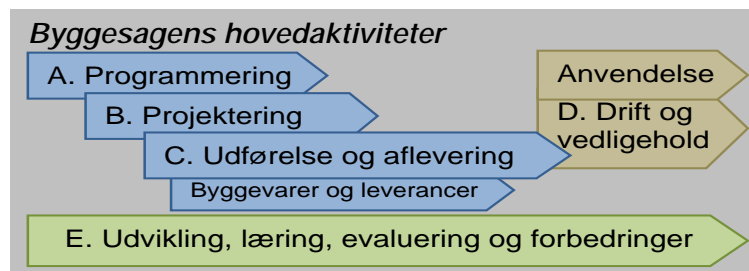 Byggesagens hovedaktiviteter
A. Programmering
B. Projektering
C. Udførelse og aflevering
Byggevarer og leverancer
Anvendelse
D. Drift og
vedligehold
E. Udvikling, læring, evaluering og forbedringer